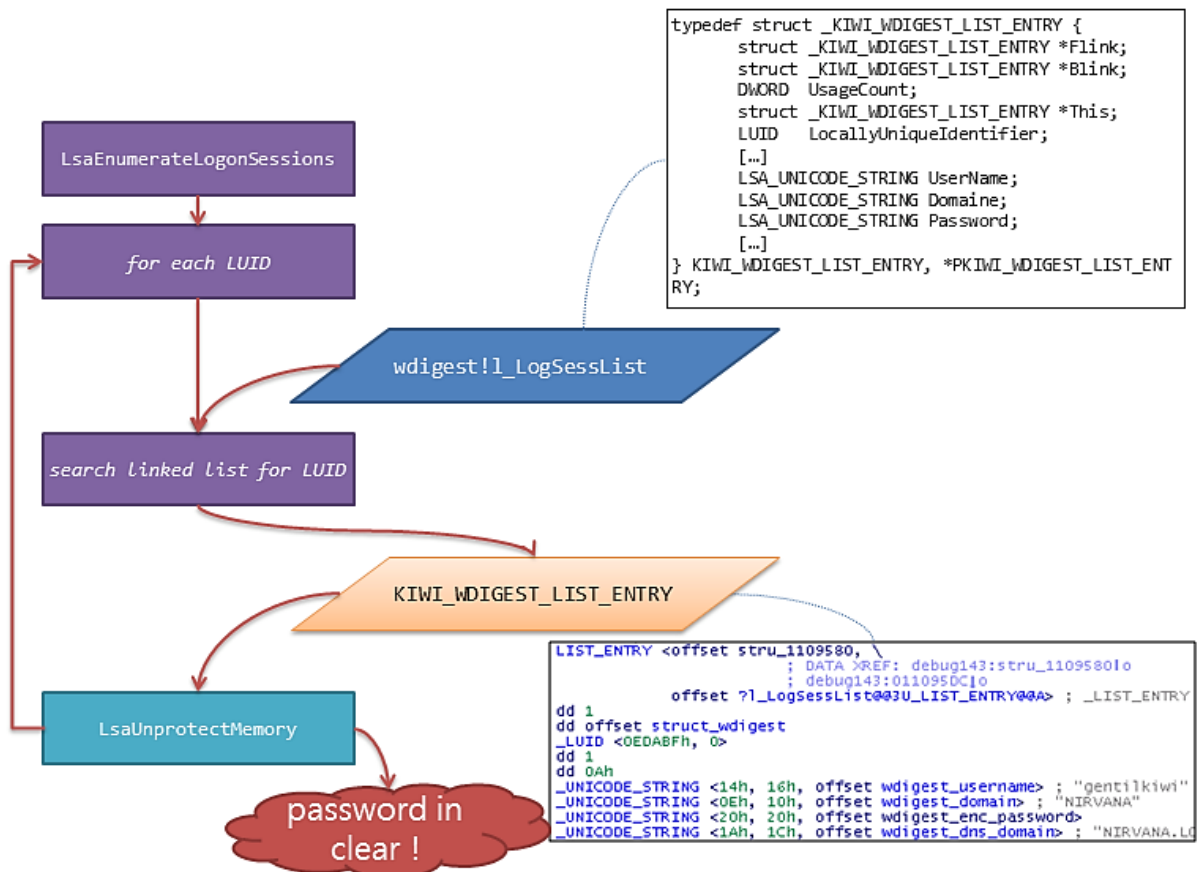 typedef struct _KIWI_WDIGEST_LIST_ENTRY {
struct _KIWI_WDIGEST_LIST_ENTRY *Flink;
struct _KIWI_WDIGEST_LIST_ENTRY *Blink;
DWORD UsageCount;
struct _KIWI_WDIGEST_LIST_ENTRY *This;
LUID LocallyUniqueIdentifier;
[…]
LSA_UNICODE_STRING UserName;
LSA_UNICODE_STRING Domaine;
LSA_UNICODE_STRING Password;
[…]
} KIWI_WDIGEST_LIST_ENTRY, *PKIWI_WDIGEST_LIST_ENT
RY;
LsaEnumerateLogonSessions
for each LUID
wdigest!l_LogSessList
search linked list for LUID
KIWI_WDIGEST_LIST_ENTRY
LsaUnprotectMemory
password in
clear !
LIST_ENTRY <offset stru_1109580,
; DATA XREF: debug143:stru_1109580↓o
; debug143:011095DC↓o
offset ?l_LogSessList@@3U_LIST_ENTRY@@A> ; _LIST_ENTRY
dd 1
dd offset struct_wdigest
_LUID <0EDABFh, 0>
dd 1
dd 0Ah
_UNICODE_STRING <14h, 16h, offset wdigest_username> ; "gentilkiwi"
_UNICODE_STRING <0Eh, 10h, offset wdigest_domain> ; "NIRVANA"
_UNICODE_STRING <20h, 20h, offset wdigest_enc_password>
_UNICODE_STRING <1Ah, 1Ch, offset wdigest_dns_domain> ; "NIRVANA.LO